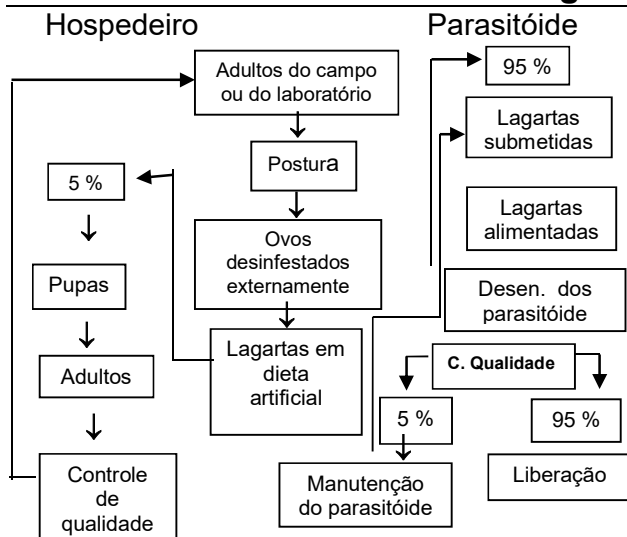 Hospedeiro
Parasitóide
Adultos do campo
ou do laboratório
Postura
Ovos
desinfestados
externamente
Lagartas em
dieta
artificial
5 %
Pupas
Adultos
Controle
de
qualidade
95 %
Lagartas
submetidas
Lagartas
alimentadas
Desen. dos
parasitóide
C. Qualidade
5 %
95 %
Manutenção
do parasitóide
Liberação